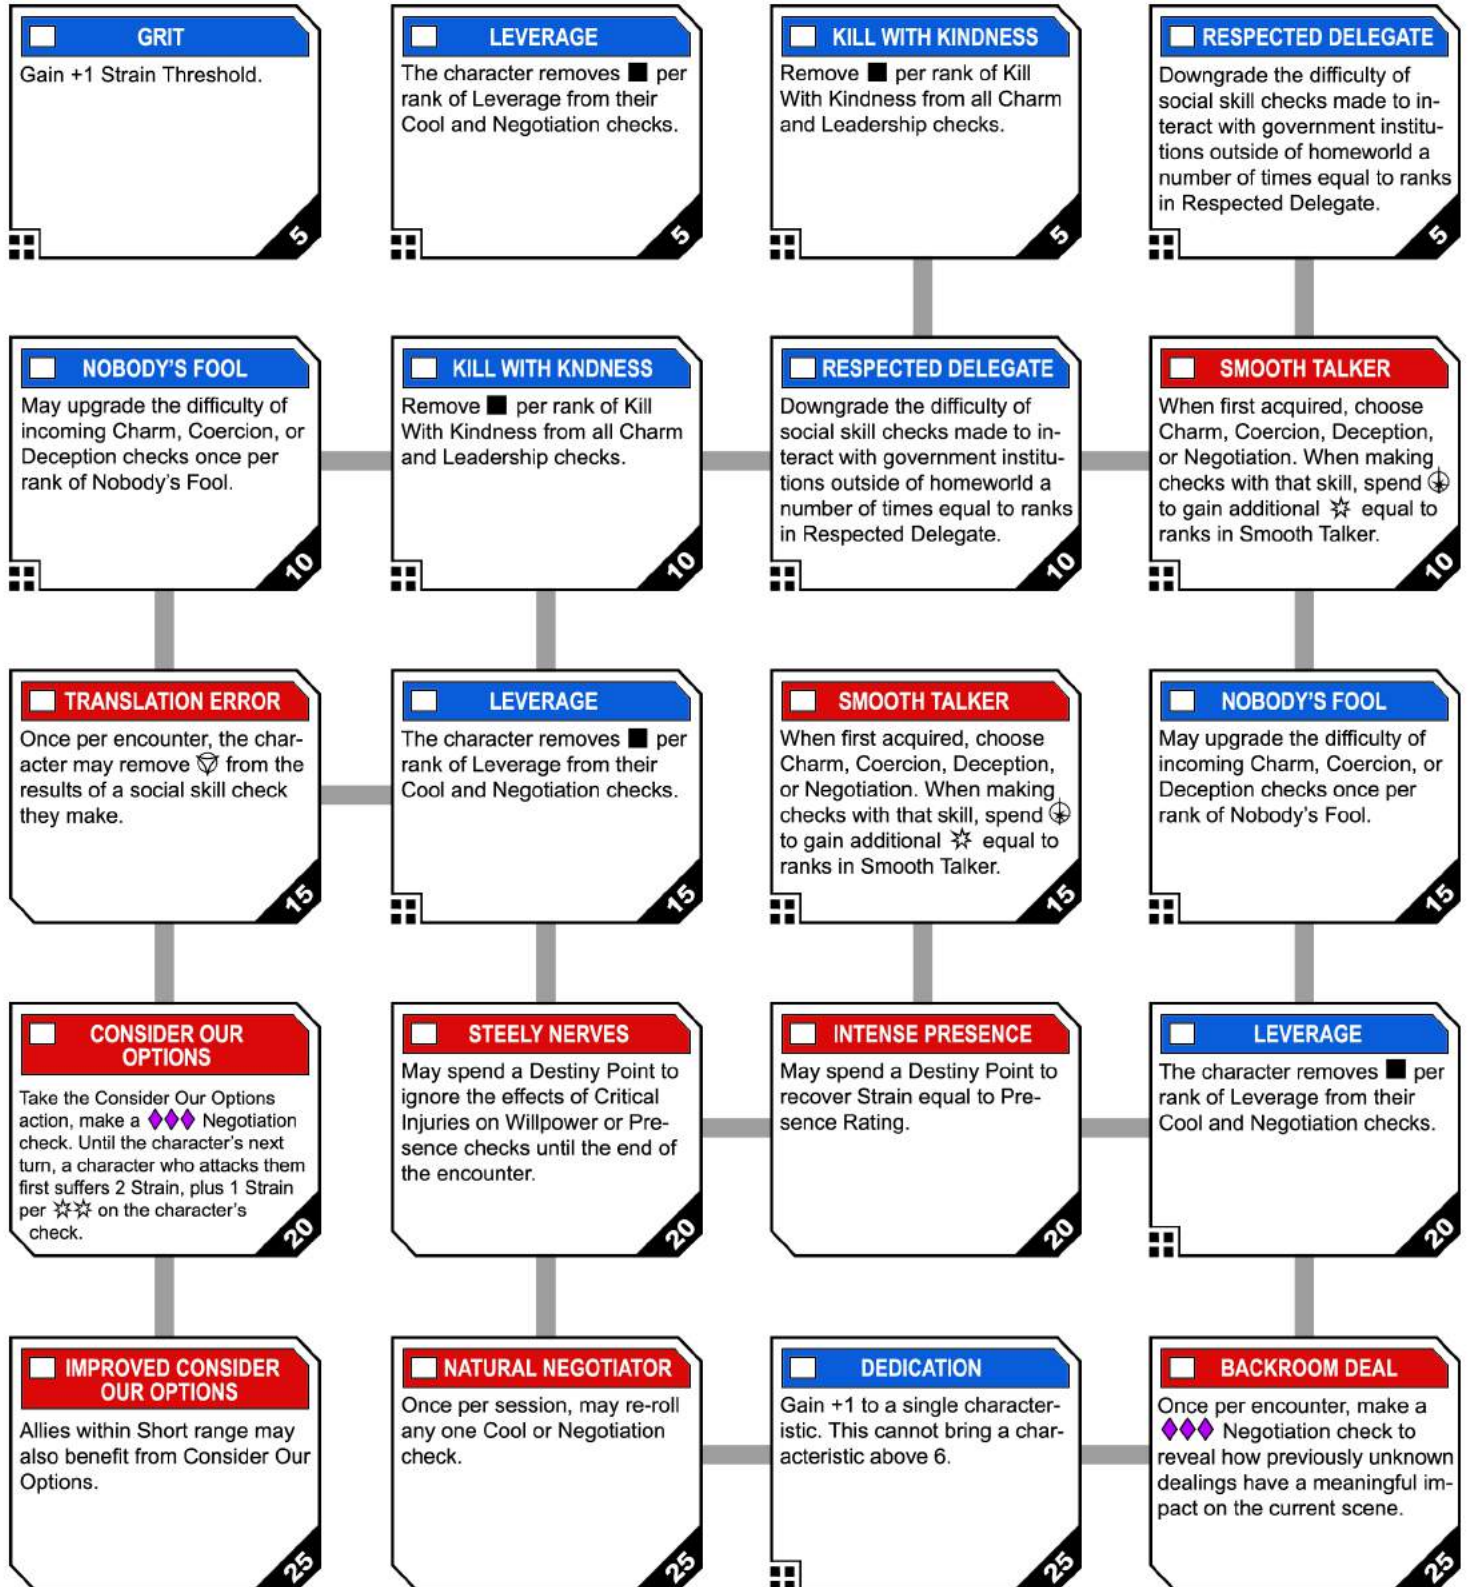 GRIT
Gain +1 Strain Threshold.
5
LEVERAGE
The character removes ■ per
rank of Leverage from their
Cool and Negotiation checks.
5
KILL WITH KINDNESS
Remove ■ per rank of Kill
With Kindness from all Charm
and Leadership checks.
5
RESPECTED DELEGATE
Downgrade the difficulty of
social skill checks made to in-
teract with government institu-
tions outside of homeworld a
number of times equal to ranks
in Respected Delegate.
5
NOBODY'S FOOL
May upgrade the difficulty of
incoming Charm, Coercion, or
Deception checks once per
rank of Nobody's Fool.
10
KILL WITH KNDNESS
Remove ■ per rank of Kill
With Kindness from all Charm
and Leadership checks.
10
RESPECTED DELEGATE
Downgrade the difficulty of
social skill checks made to in-
teract with government institu-
tions outside of homeworld a
number of times equal to ranks
in Respected Delegate.
10
SMOOTH TALKER
When first acquired, choose
Charm, Coercion, Deception,
or Negotiation. When making
checks with that skill, spend
to gain additional equal to
ranks in Smooth Talker.
10
TRANSLATION ERROR
Once per encounter, the char-
acter may remove from the
results of a social skill check
they make.
15
LEVERAGE
The character removes ■ per
rank of Leverage from their
Cool and Negotiation checks.
15
SMOOTH TALKER
When first acquired, choose
Charm, Coercion, Deception,
or Negotiation. When making
checks with that skill, spend
to gain additional equal to
ranks in Smooth Talker.
15
NOBODY'S FOOL
May upgrade the difficulty of
incoming Charm, Coercion, or
Deception checks once per
rank of Nobody's Fool.
15
CONSIDER OUR
OPTIONS
Take the Consider Our Options
action, make a ♦♦♦ Negotiation
check. Until the character's next
turn, a character who attacks them
first suffers 2 Strain, plus 1 Strain
per on the character's
check.
20
STEELY NERVES
May spend a Destiny Point to
ignore the effects of Critical
Injuries on Willpower or Pre-
sence checks until the end of
the encounter.
20
INTENSE PRESENCE
May spend a Destiny Point to
recover Strain equal to Pre-
sence Rating.
20
LEVERAGE
The character removes ■ per
rank of Leverage from their
Cool and Negotiation checks.
20
IMPROVED CONSIDER
OUR OPTIONS
Allies within Short range may
also benefit from Consider Our
Options.
25
NATURAL NEGOTIATOR
Once per session, may re-roll
any one Cool or Negotiation
check.
25
DEDICATION
Gain +1 to a single character-
istic. This cannot bring a char-
acteristic above 6.
25
BACKROOM DEAL
Once per encounter, make a
♦♦♦ Negotiation check to
reveal how previously unknown
dealings have a meaningful im-
pact on the current scene.
25